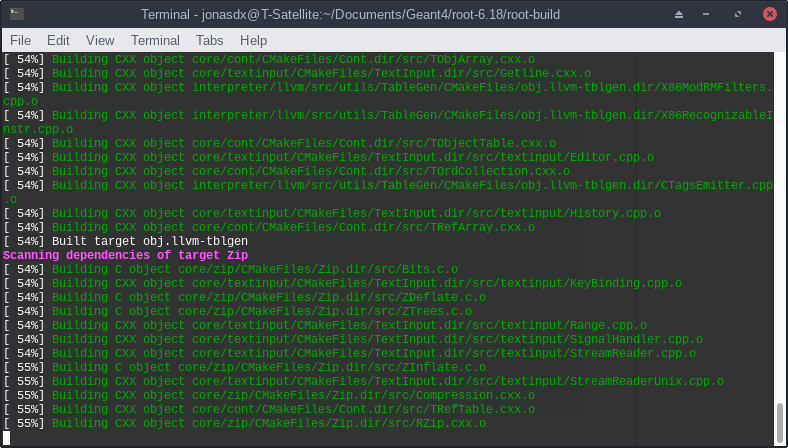 Terminal - jonasdx@T-Satellite:~/Documents/Geant4/root-6.18/root-build
File Edit View Terminal Tabs Help
[ 54%] Building CXX object core/cont/CMakeFiles/Cont.dir/src/TObjArray.cxx.o
[ 54%] Building CXX object core/textinput/CMakeFiles/TextInput.dir/src/Getline.cxx.o
[ 54%] Building CXX object interpreter/llvm/src/utils/TableGen/CMakeFiles/obj.llvm-tblgen.dir/X86ModRMFilters.
cpp.o
[ 54%] Building CXX object interpreter/llvm/src/utils/TableGen/CMakeFiles/obj.llvm-tblgen.dir/X86RecognizableI
nstr.cpp.o
[ 54%] Building CXX object core/cont/CMakeFiles/Cont.dir/src/TObjectTable.cxx.o
[ 54%] Building CXX object core/textinput/CMakeFiles/TextInput.dir/src/textinput/Editor.cpp.o
[ 54%] Building CXX object core/cont/CMakeFiles/Cont.dir/src/TOrdCollection.cxx.o
[ 54%] Building CXX object interpreter/llvm/src/utils/TableGen/CMakeFiles/obj.llvm-tblgen.dir/CTagsEmitter.cpp
.o
[ 54%] Building CXX object core/textinput/CMakeFiles/TextInput.dir/src/textinput/History.cpp.o
[ 54%] Building CXX object core/cont/CMakeFiles/Cont.dir/src/TRefArray.cxx.o
[ 54%] Built target obj.llvm-tblgen
Scanning dependencies of target Zip
[ 54%] Building C object core/zip/CMakeFiles/Zip.dir/src/Bits.c.o
[ 54%] Building CXX object core/textinput/CMakeFiles/TextInput.dir/src/textinput/KeyBinding.cpp.o
[ 54%] Building C object core/zip/CMakeFiles/Zip.dir/src/ZDeflate.c.o
[ 54%] Building C object core/zip/CMakeFiles/Zip.dir/src/ZTrees.c.o
[ 54%] Building CXX object core/textinput/CMakeFiles/TextInput.dir/src/textinput/Range.cpp.o
[ 54%] Building CXX object core/textinput/CMakeFiles/TextInput.dir/src/textinput/SignalHandler.cpp.o
[ 54%] Building CXX object core/textinput/CMakeFiles/TextInput.dir/src/textinput/StreamReader.cpp.o
[ 55%] Building C object core/zip/CMakeFiles/Zip.dir/src/ZInflate.c.o
[ 55%] Building CXX object core/textinput/CMakeFiles/TextInput.dir/src/textinput/StreamReaderUnix.cpp.o
[ 55%] Building CXX object core/zip/CMakeFiles/Zip.dir/src/Compression.cxx.o
[ 55%] Building CXX object core/cont/CMakeFiles/Cont.dir/src/TRefTable.cxx.o
[ 55%] Building CXX object core/zip/CMakeFiles/Zip.dir/src/RZip.cxx.o